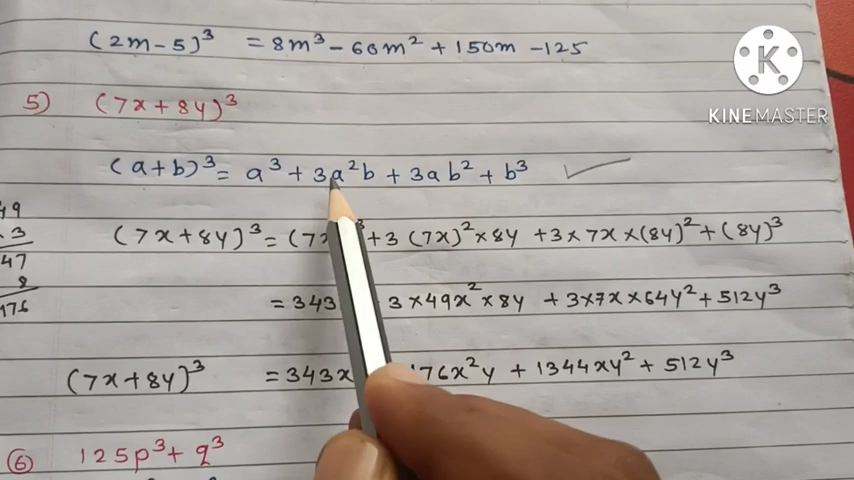 (2m-5)³ = 8m³ - 60m² + 150m - 125
K
KINEMASTER
5) (7x+8y)³
(a+b)³ = a³ + 3a²b + 3ab² + b³
49
.3
47
8
176
(7x+8y)³ = (7x ³ + 3(7x)²×8y + 3×7x×(8y)² + (8y)³
= 343 3×49x²×8y + 3×7x×64y² + 512y³
(7x+8y)³ = 343x 176x²y + 1344xy² + 512y³
6 125p³ + q³